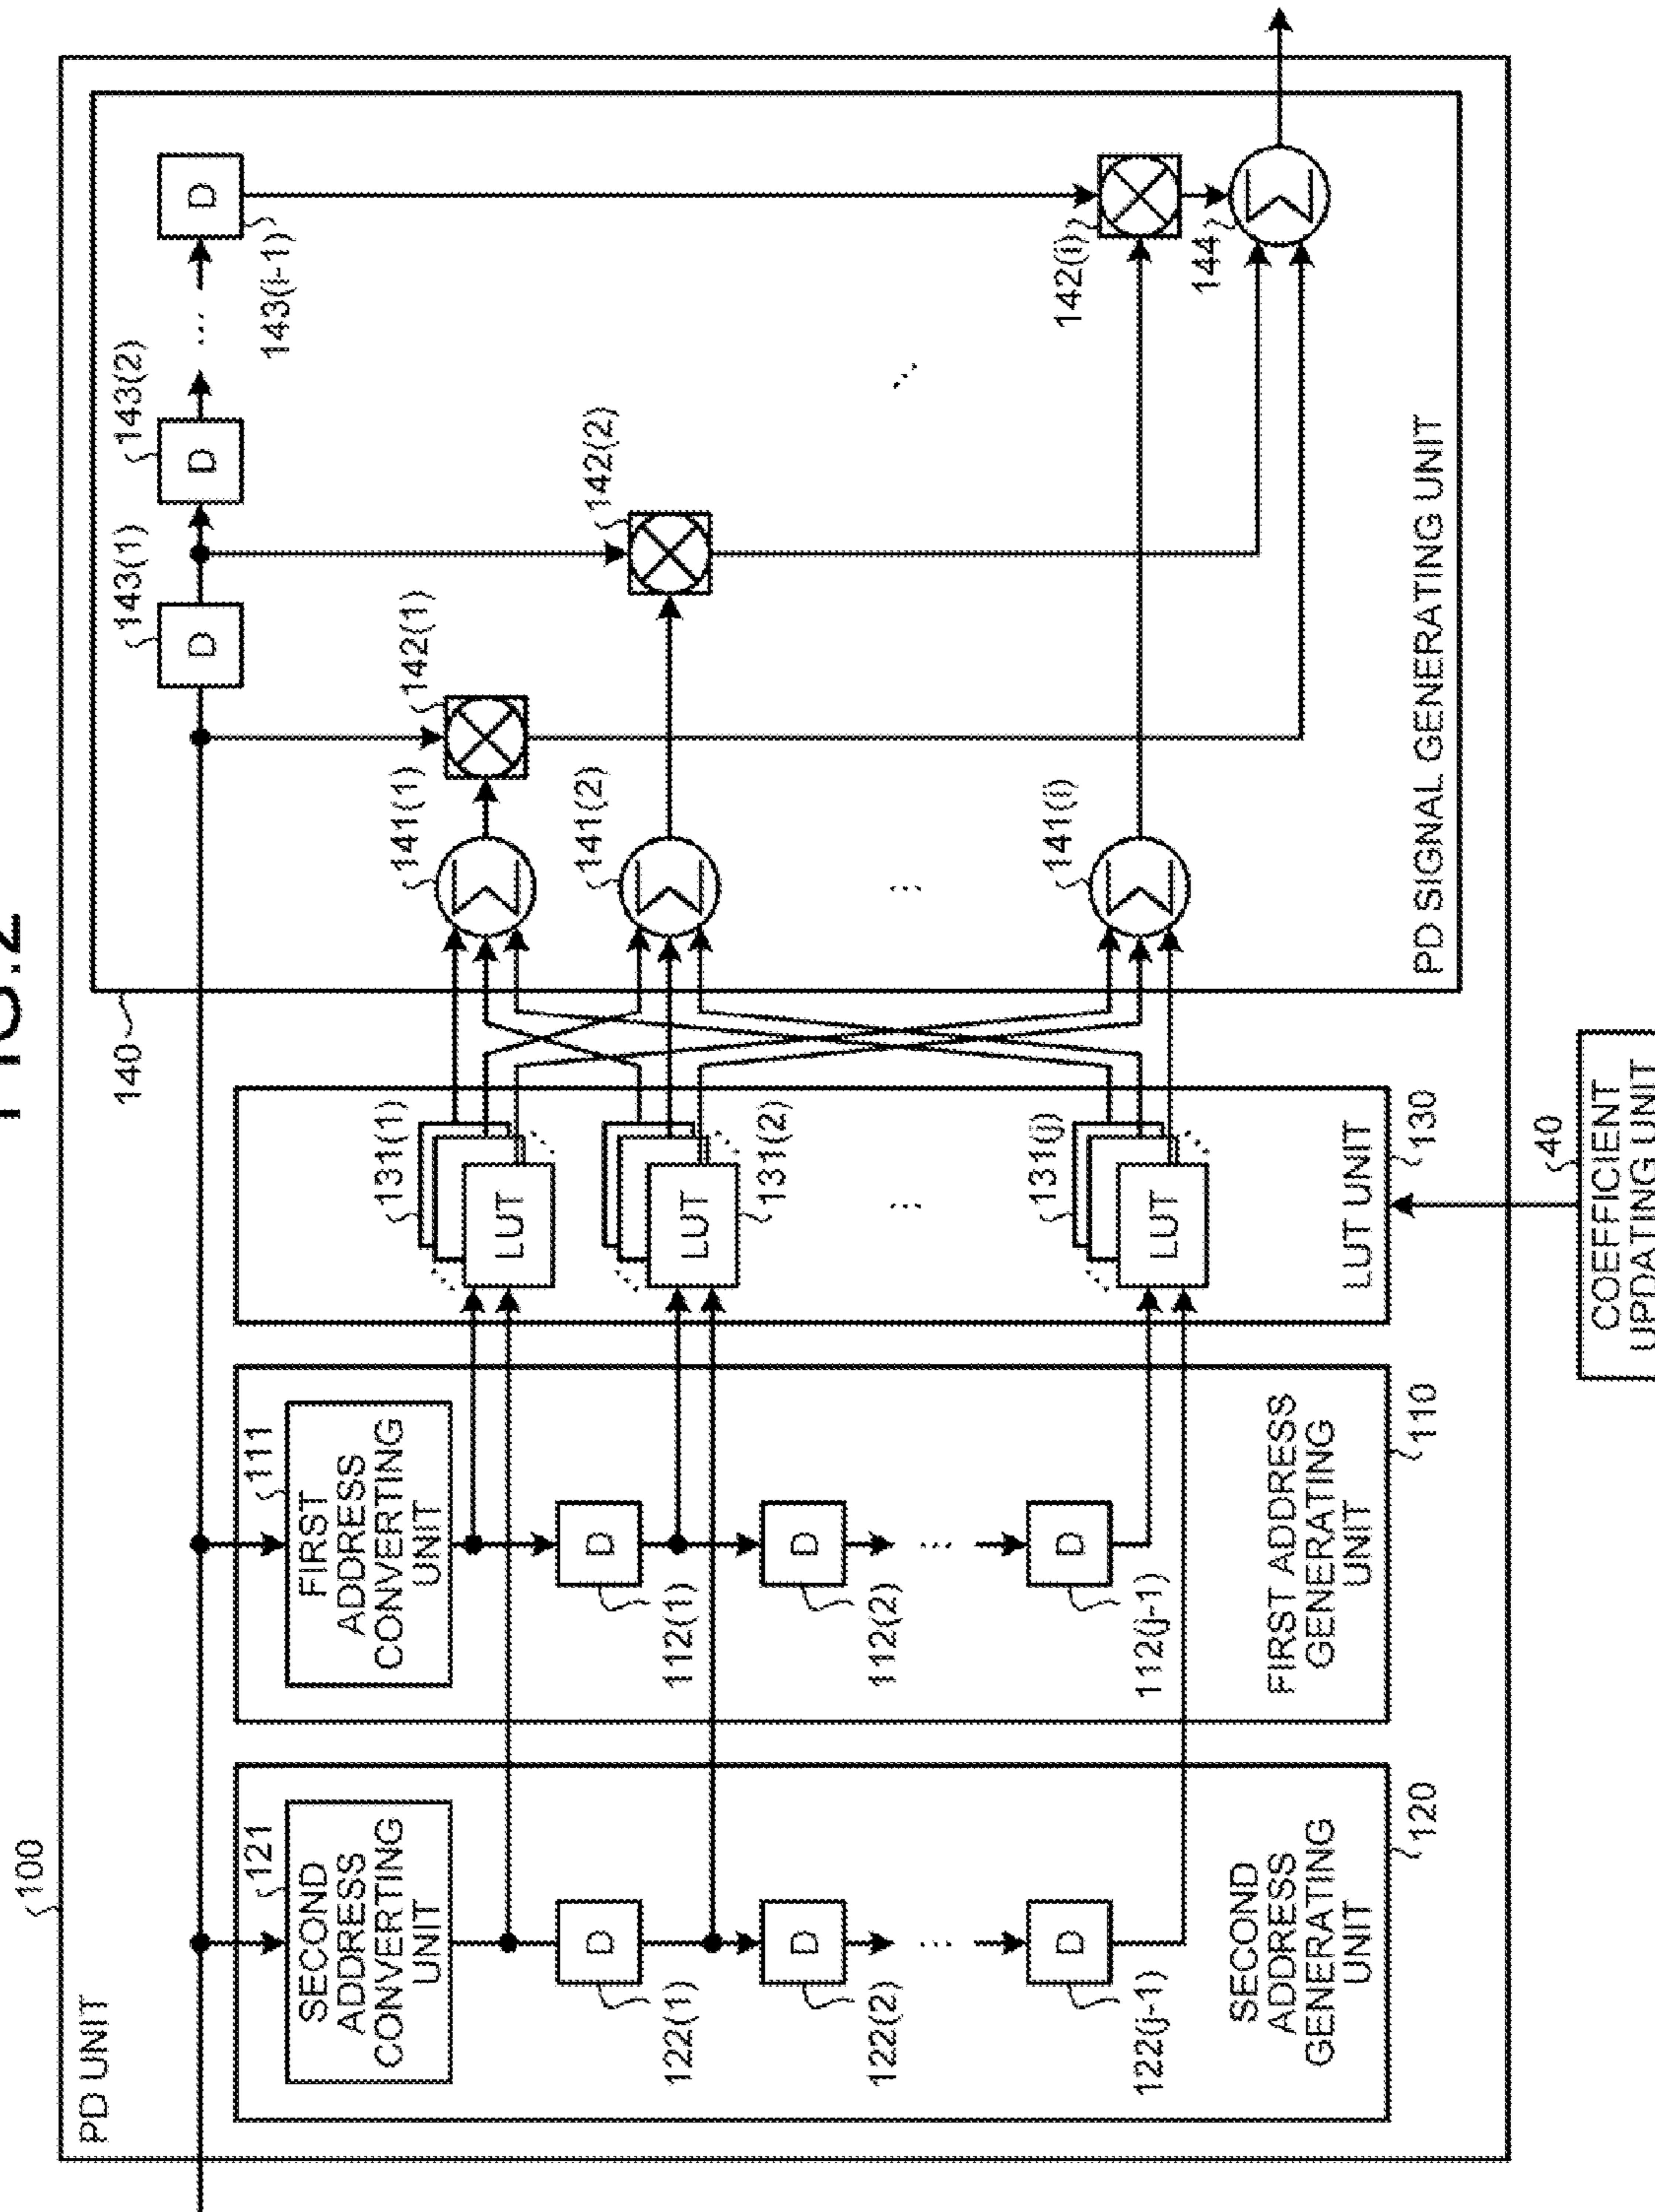 FIG.2
100
PD UNIT
140
143(1)
143(2)
...
143(i-1)
D
D
D
121
SECOND
ADDRESS
CONVERTING
UNIT
111
FIRST
ADDRESS
CONVERTING
UNIT
131(1)
LUT
141(1)
Σ
142(1)
D
122(1)
D
112(1)
131(2)
LUT
141(2)
Σ
142(2)
D
122(2)
D
112(2)
...
...
...
...
...
D
122(j-1)
D
112(j-1)
131(j)
LUT
141(i)
Σ
142(i)
144
Σ
SECOND
ADDRESS
GENERATING
UNIT
120
FIRST ADDRESS
GENERATING
UNIT
110
LUT UNIT
130
PD SIGNAL GENERATING UNIT
40
COEFFICIENT
UPDATING UNIT